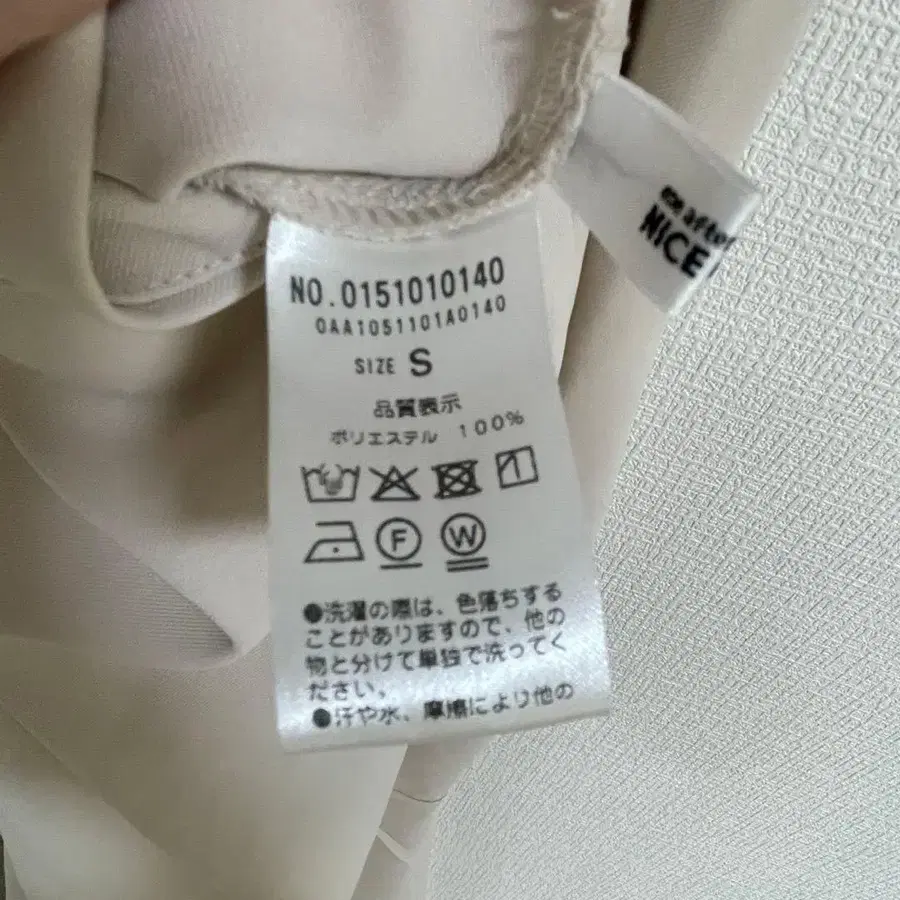 NO.0151010140
0AA1051101A0140
SIZE S
品質表示
ポリエステル 100%
F W
●洗濯の際は、色落ちする
ことがありますので、他の
物と分けて単独で洗ってく
ださい。
●汗や水、摩擦により他の
after
NICE